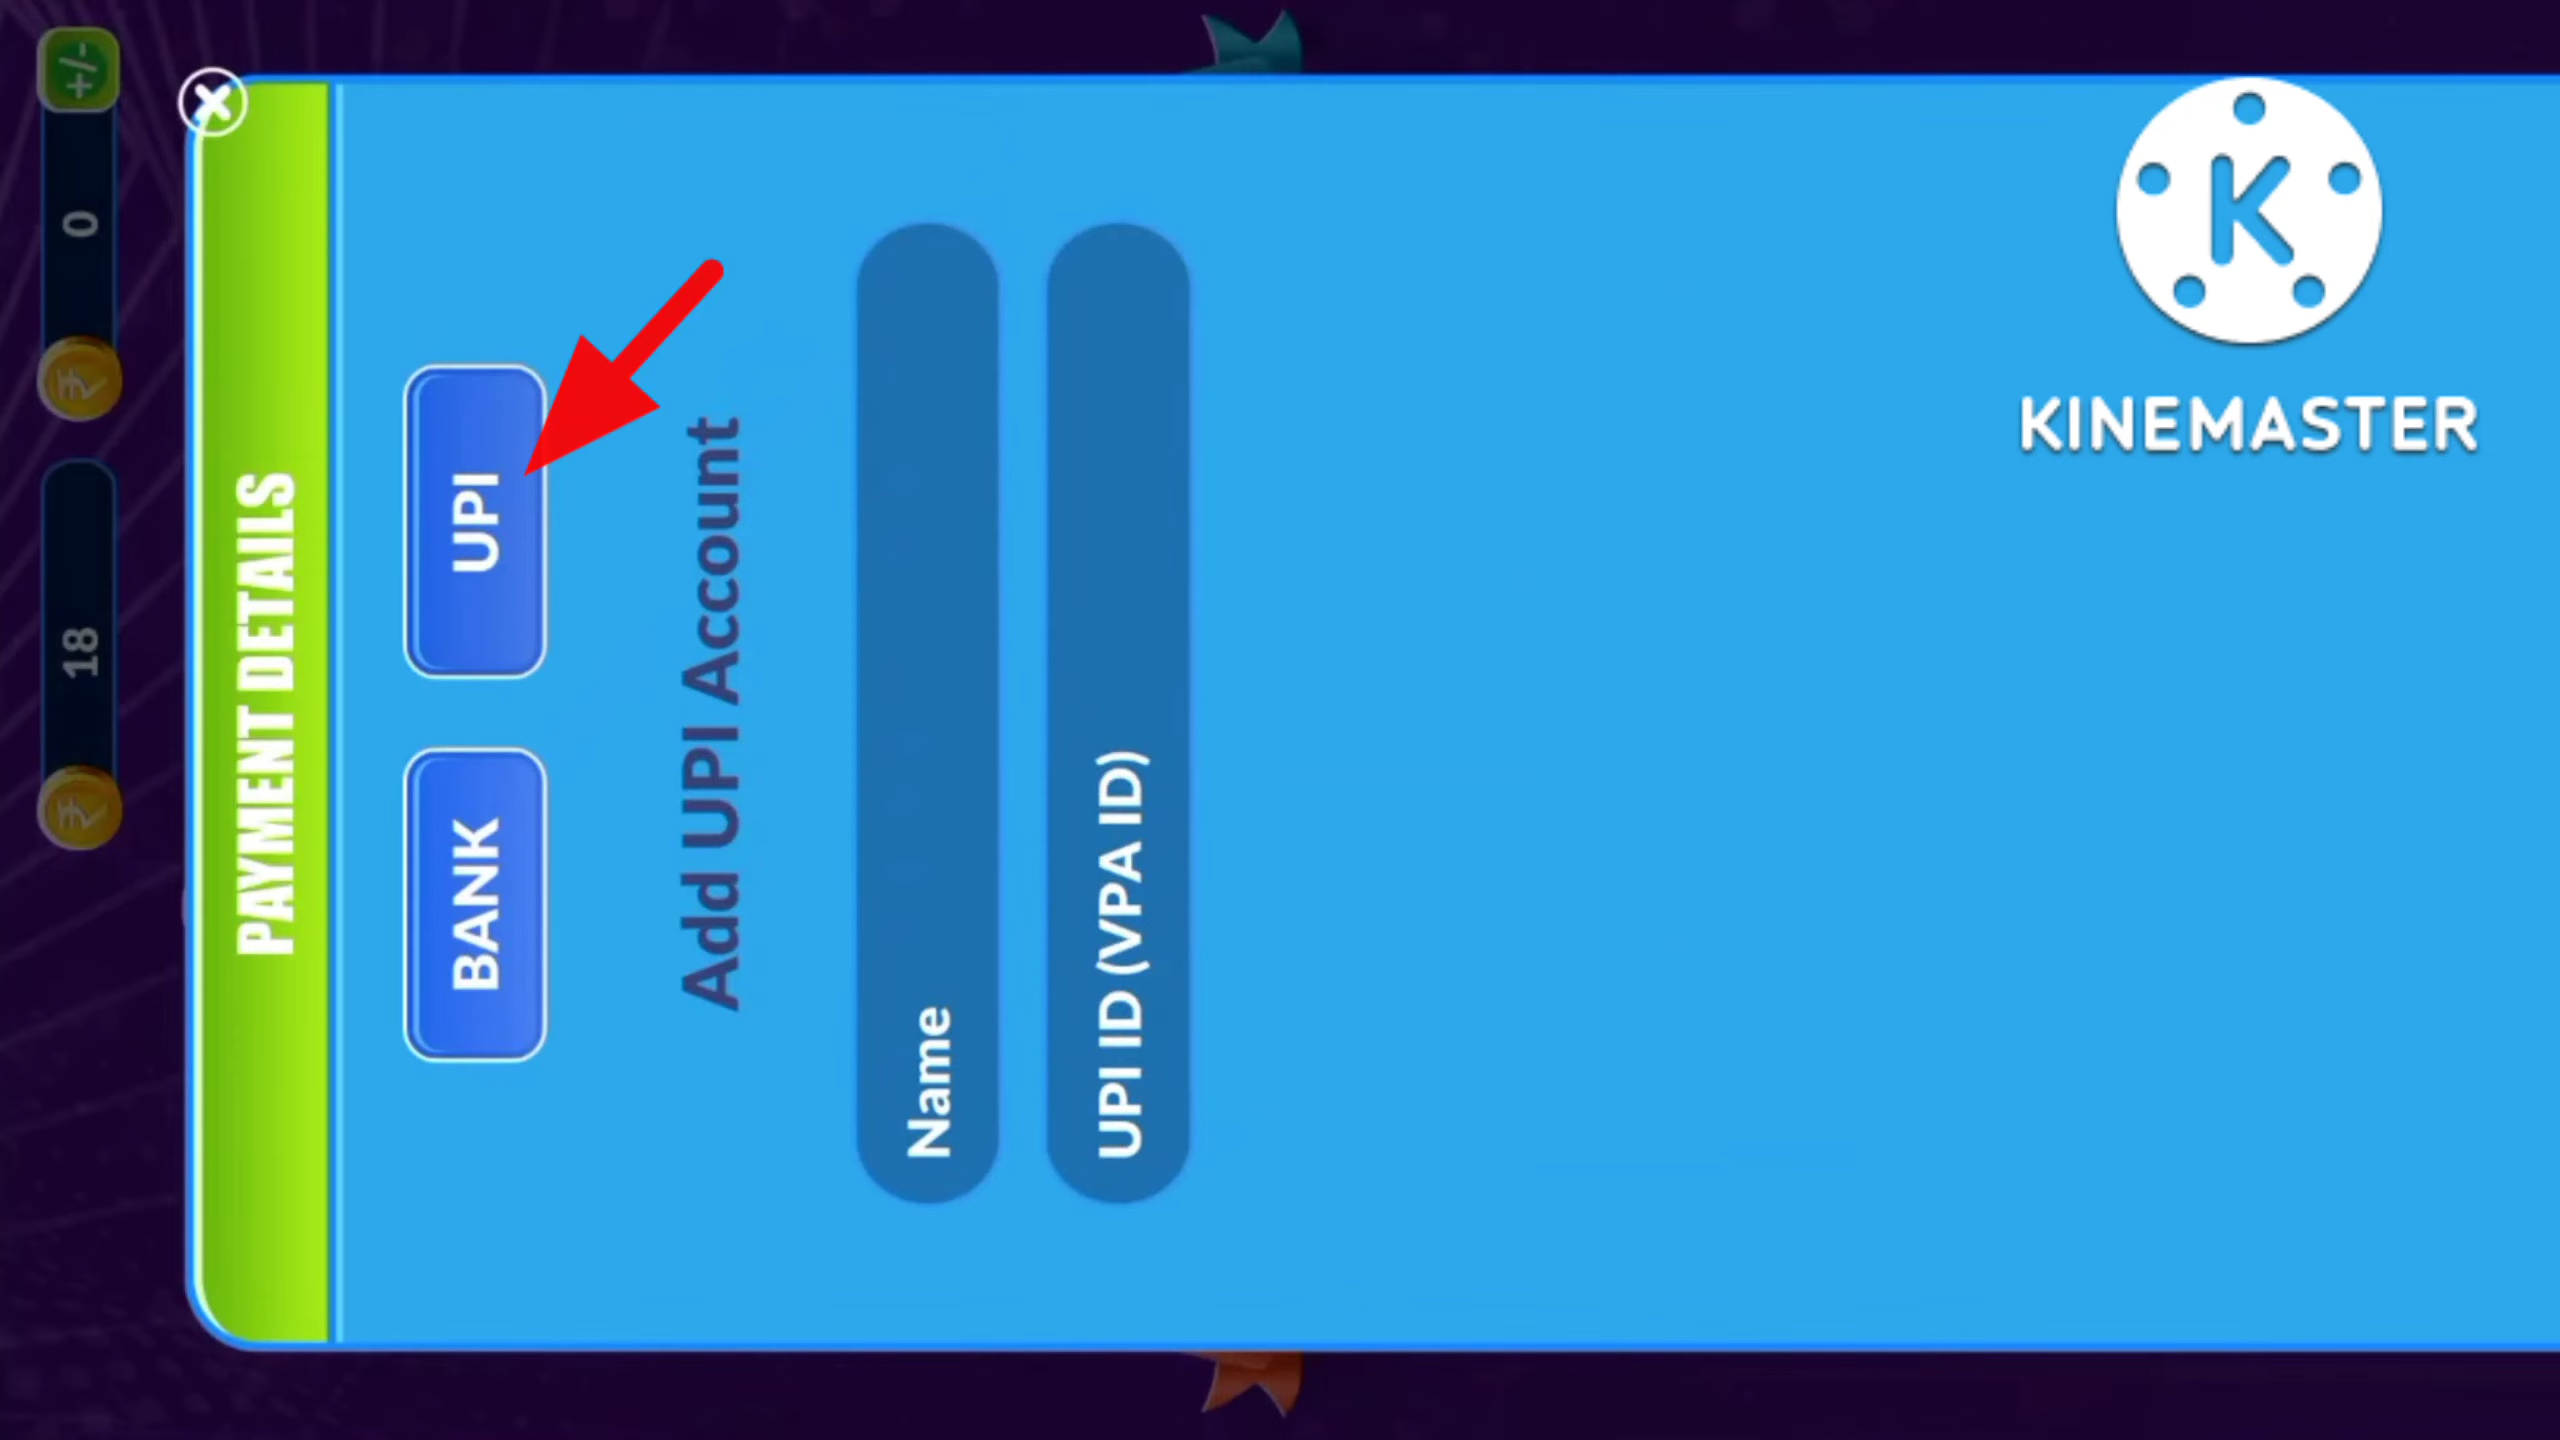 18
0
+/-
PAYMENT DETAILS
BANK
UPI
Add UPI Account
Name
UPI ID (VPA ID)
K
KINEMASTER